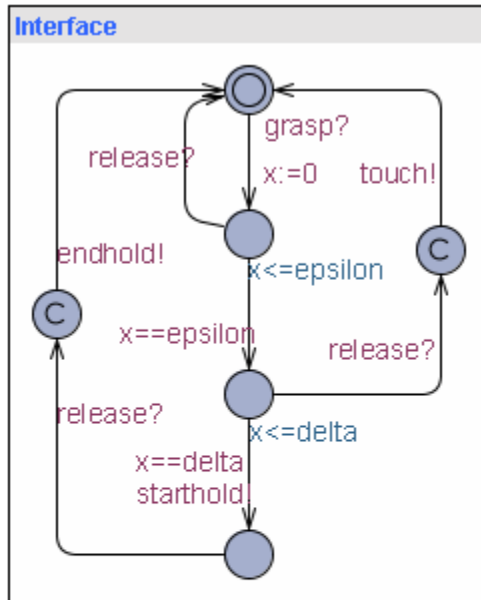 Interface
grasp?
release?
x:=0
touch!
endhold!
C
x<=epsilon
C
x==epsilon
release?
release?
x<=delta
x==delta
starthold!